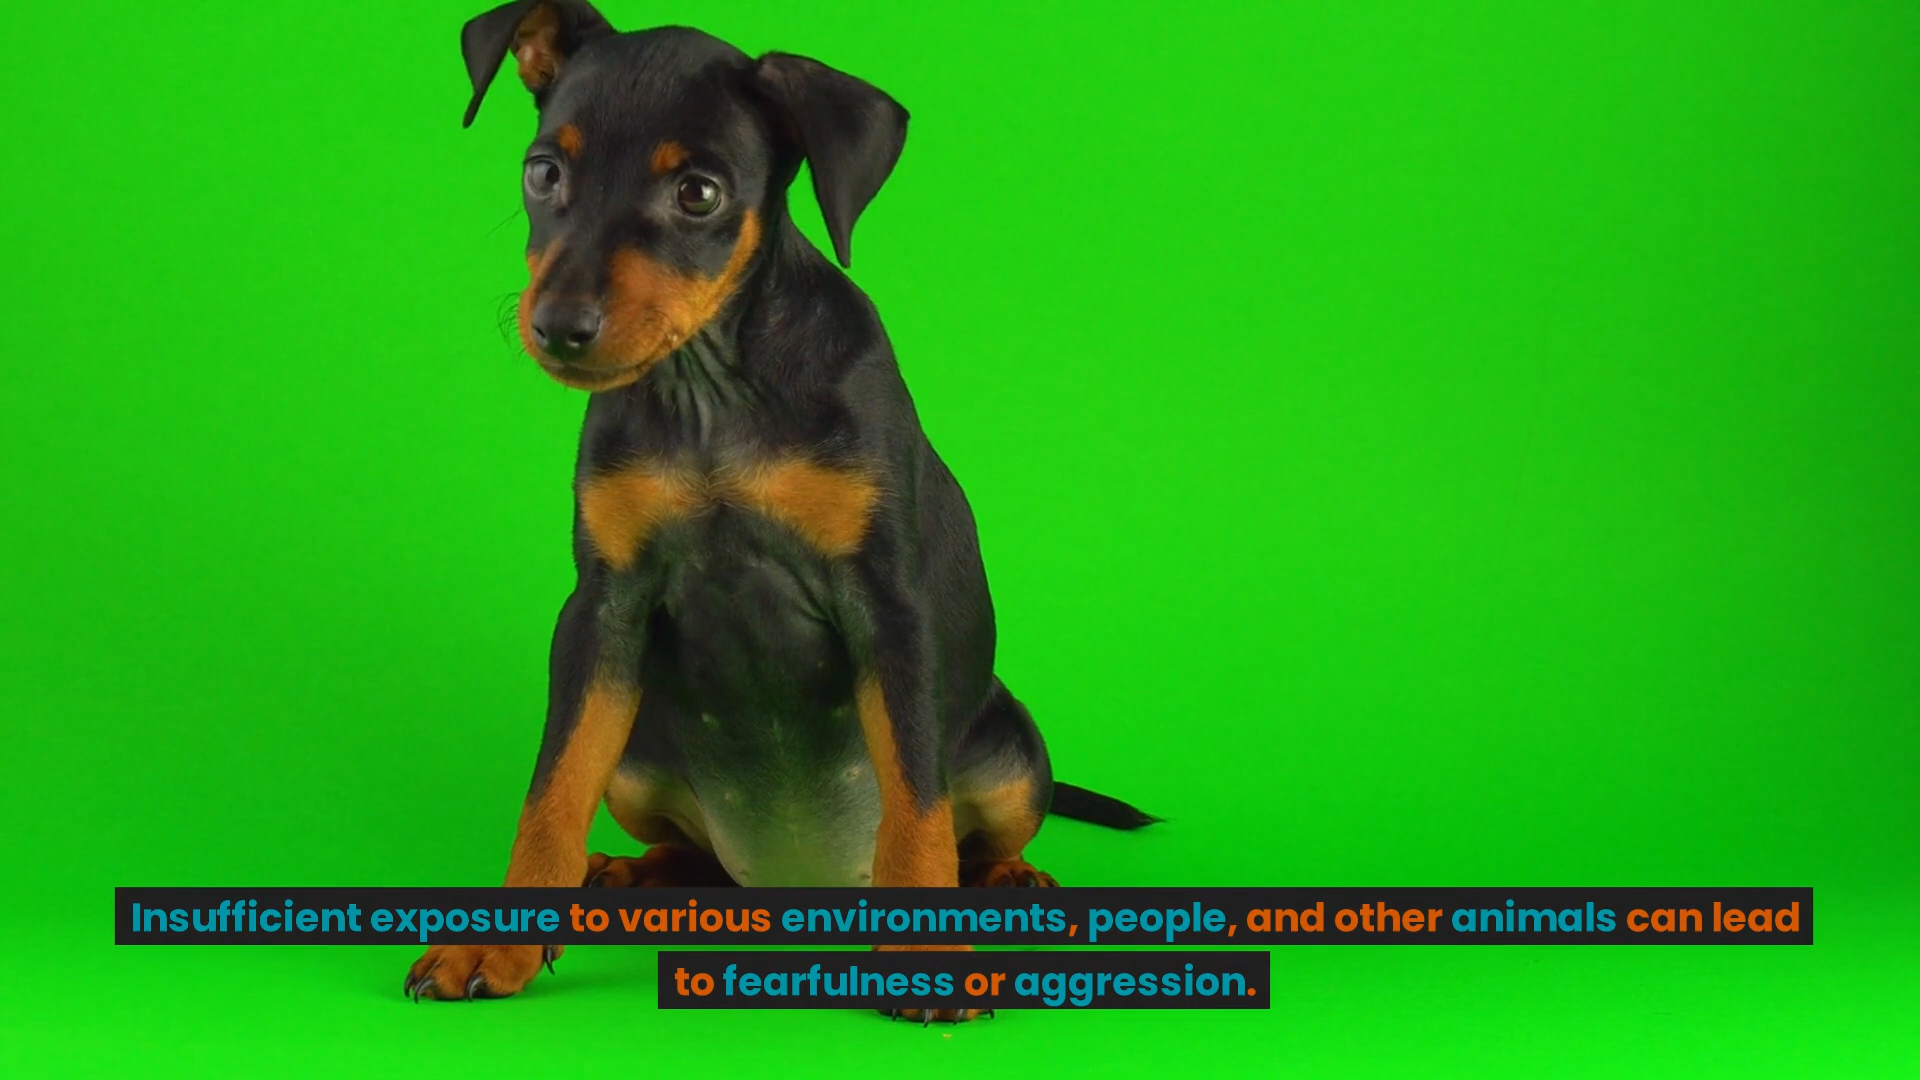 Insufficient exposure to various environments, people, and other animals can lead
to fearfulness or aggression.